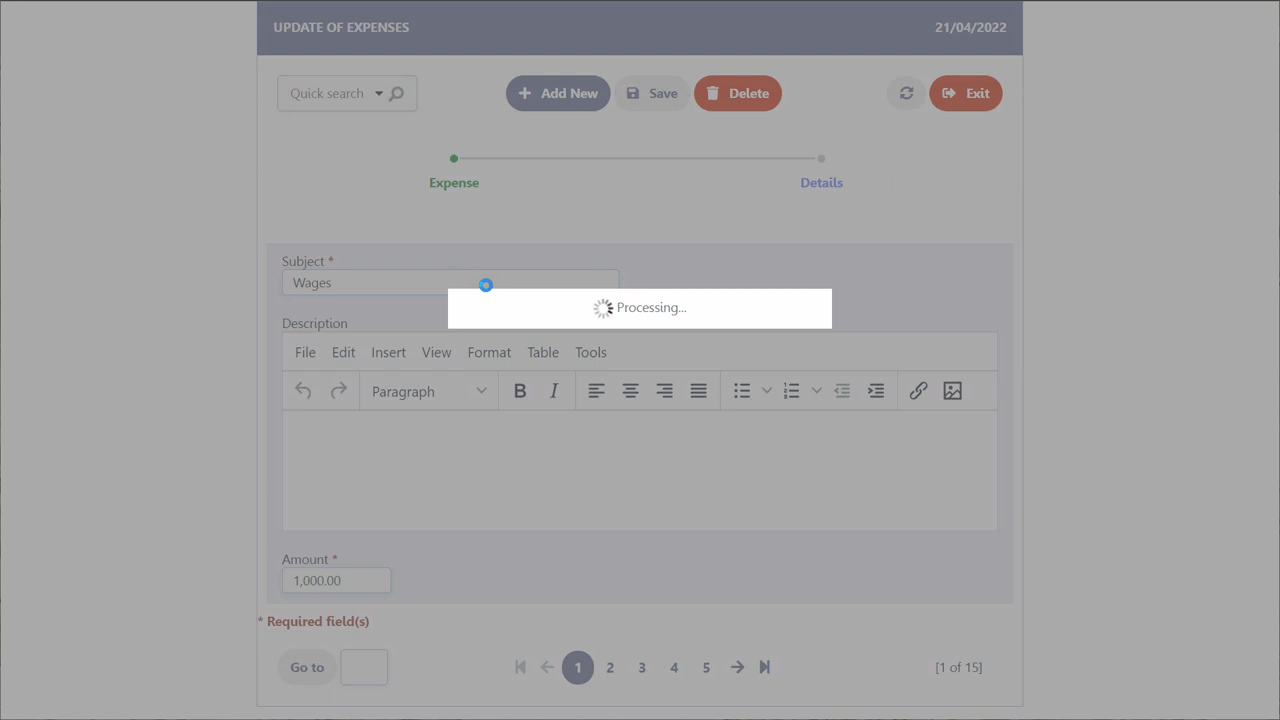 UPDATE OF EXPENSES 21/04/2022
Quick search Add New Save Delete Exit
Expense Details
Subject *
Wages
Processing...
Description
File Edit Insert View Format Table Tools
Paragraph B I
Amount *
1,000.00
* Required field(s)
Go to 1 2 3 4 5 [1 of 15]